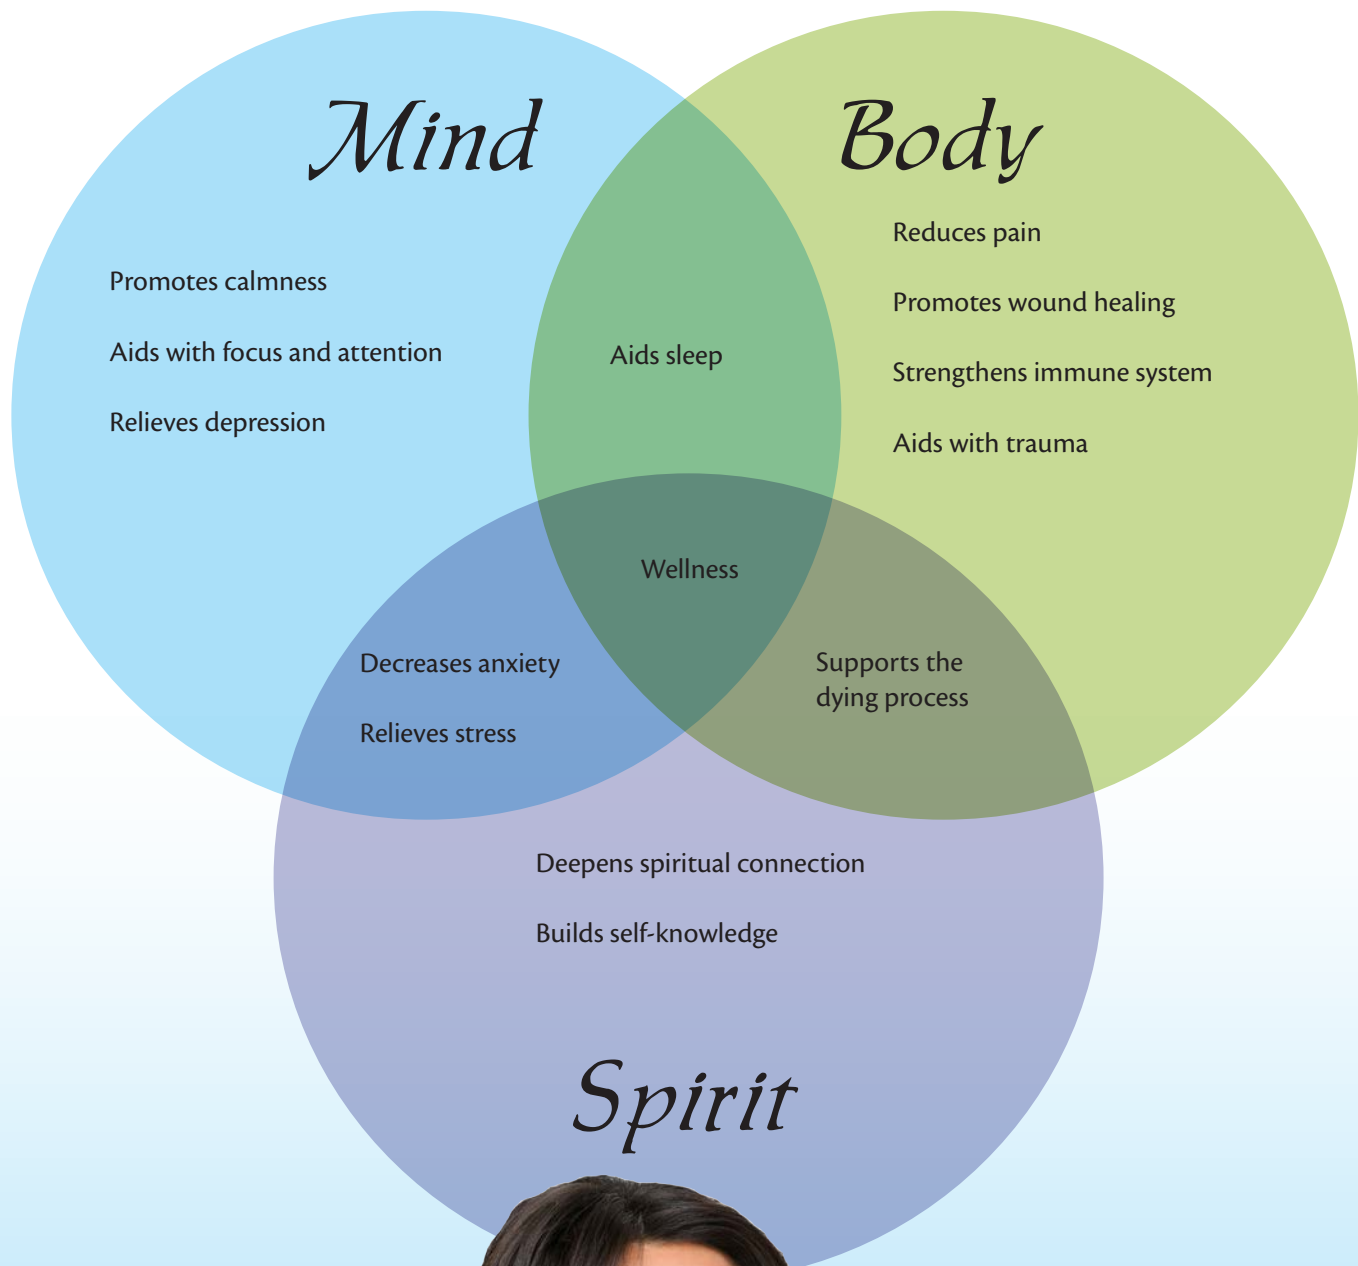 Mind
Body
Reduces pain
Promotes calmness
Promotes wound healing
Aids with focus and attention
Aids sleep
Strengthens immune system
Relieves depression
Aids with trauma
Wellness
Decreases anxiety
Supports the
dying process
Relieves stress
Deepens spiritual connection
Builds self-knowledge
Spirit